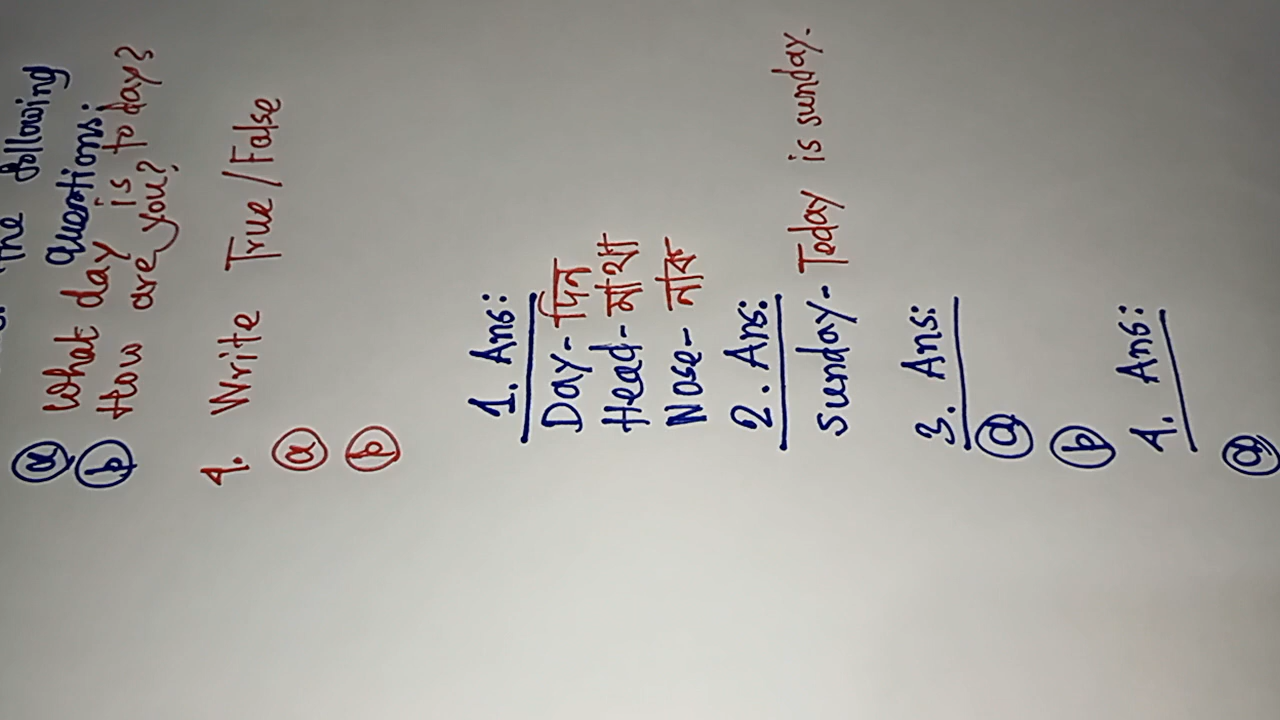 the following
questions:
ⓐ What day is today?
ⓑ How are you?
4. Write True/False
ⓐ
ⓑ
1. Ans:
Day - দিন
Head - মাথা
Nose - নাক
2. Ans:
sunday - Today is sunday.
3. Ans:
ⓐ
ⓑ
4. Ans:
ⓐ